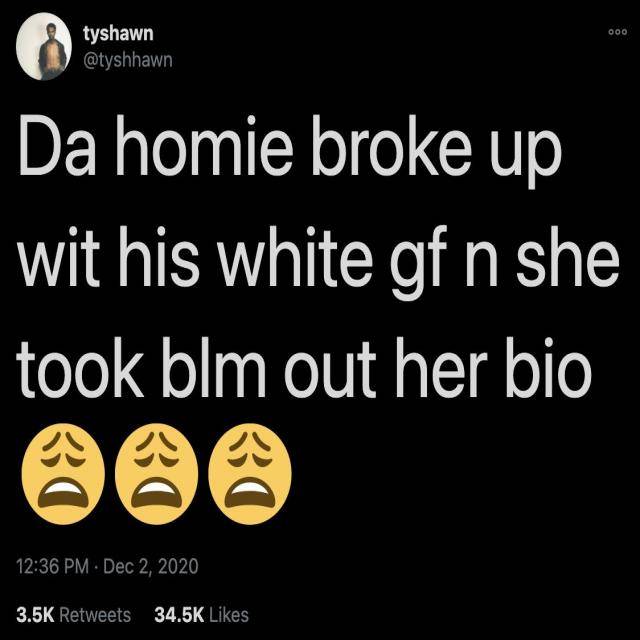 tyshawn
@tyshhawn
Da homie broke up
wit his white gf n she
took blm out her bio
😩😩😩
12:36 PM · Dec 2, 2020
3.5K Retweets 34.5K Likes